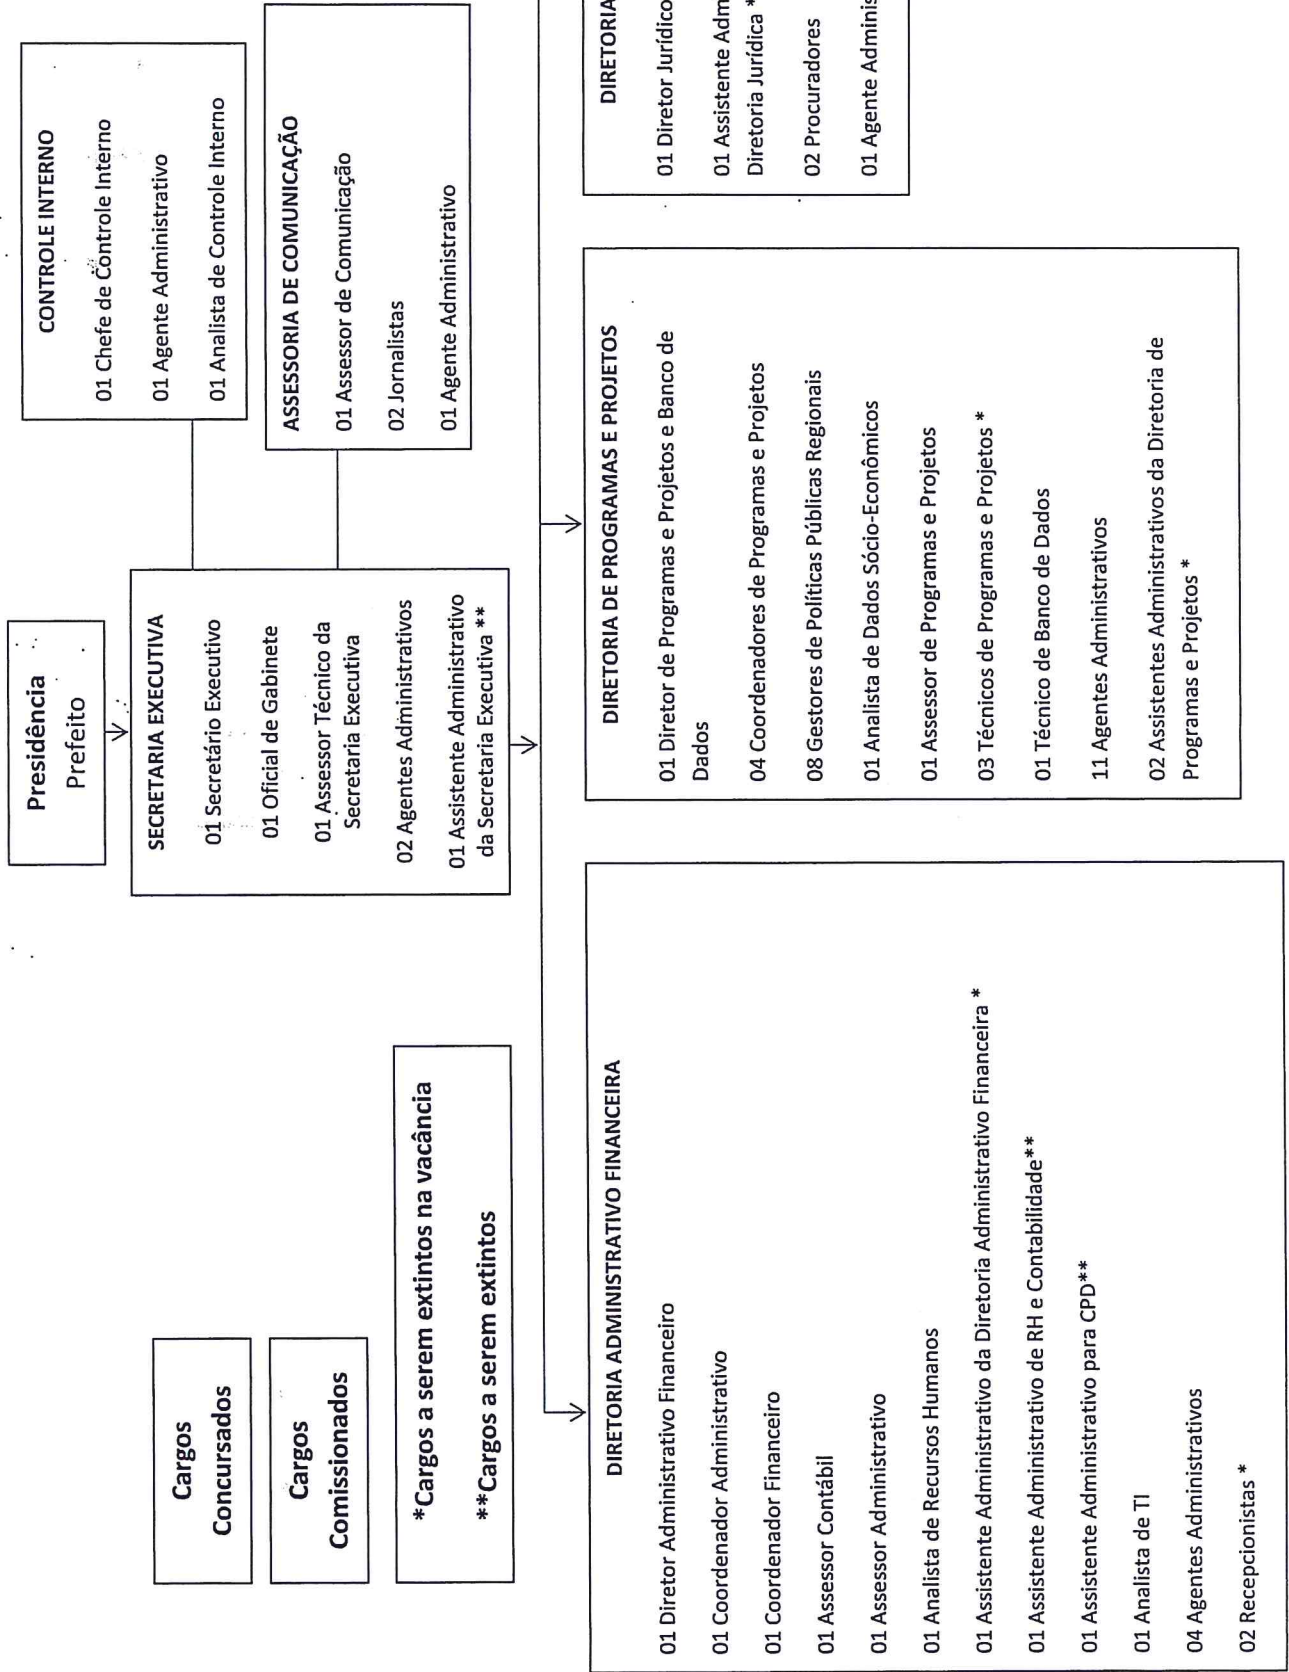 Presidência
Prefeito
SECRETARIA EXECUTIVA
01 Secretário Executivo
01 Oficial de Gabinete
01 Assessor Técnico da
Secretaria Executiva
02 Agentes Administrativos
01 Assistente Administrativo
da Secretaria Executiva **
CONTROLE INTERNO
01 Chefe de Controle Interno
01 Agente Administrativo
01 Analista de Controle Interno
ASSESSORIA DE COMUNICAÇÃO
01 Assessor de Comunicação
02 Jornalistas
01 Agente Administrativo
Cargos
Concursados
Cargos
Comissionados
*Cargos a serem extintos na vacância
**Cargos a serem extintos
DIRETORIA ADMINISTRATIVO FINANCEIRA
01 Diretor Administrativo Financeiro
01 Coordenador Administrativo
01 Coordenador Financeiro
01 Assessor Contábil
01 Assessor Administrativo
01 Analista de Recursos Humanos
01 Assistente Administrativo da Diretoria Administrativo Financeira *
01 Assistente Administrativo de RH e Contabilidade**
01 Assistente Administrativo para CPD**
01 Analista de TI
04 Agentes Administrativos
02 Recepcionistas *
DIRETORIA DE PROGRAMAS E PROJETOS
01 Diretor de Programas e Projetos e Banco de
Dados
04 Coordenadores de Programas e Projetos
08 Gestores de Políticas Públicas Regionais
01 Analista de Dados Sócio-Econômicos
01 Assessor de Programas e Projetos
03 Técnicos de Programas e Projetos *
01 Técnico de Banco de Dados
11 Agentes Administrativos
02 Assistentes Administrativos da Diretoria de
Programas e Projetos *
DIRETORIA
01 Diretor Jurídico
01 Assistente Adm
Diretoria Jurídica *
02 Procuradores
01 Agente Adminis